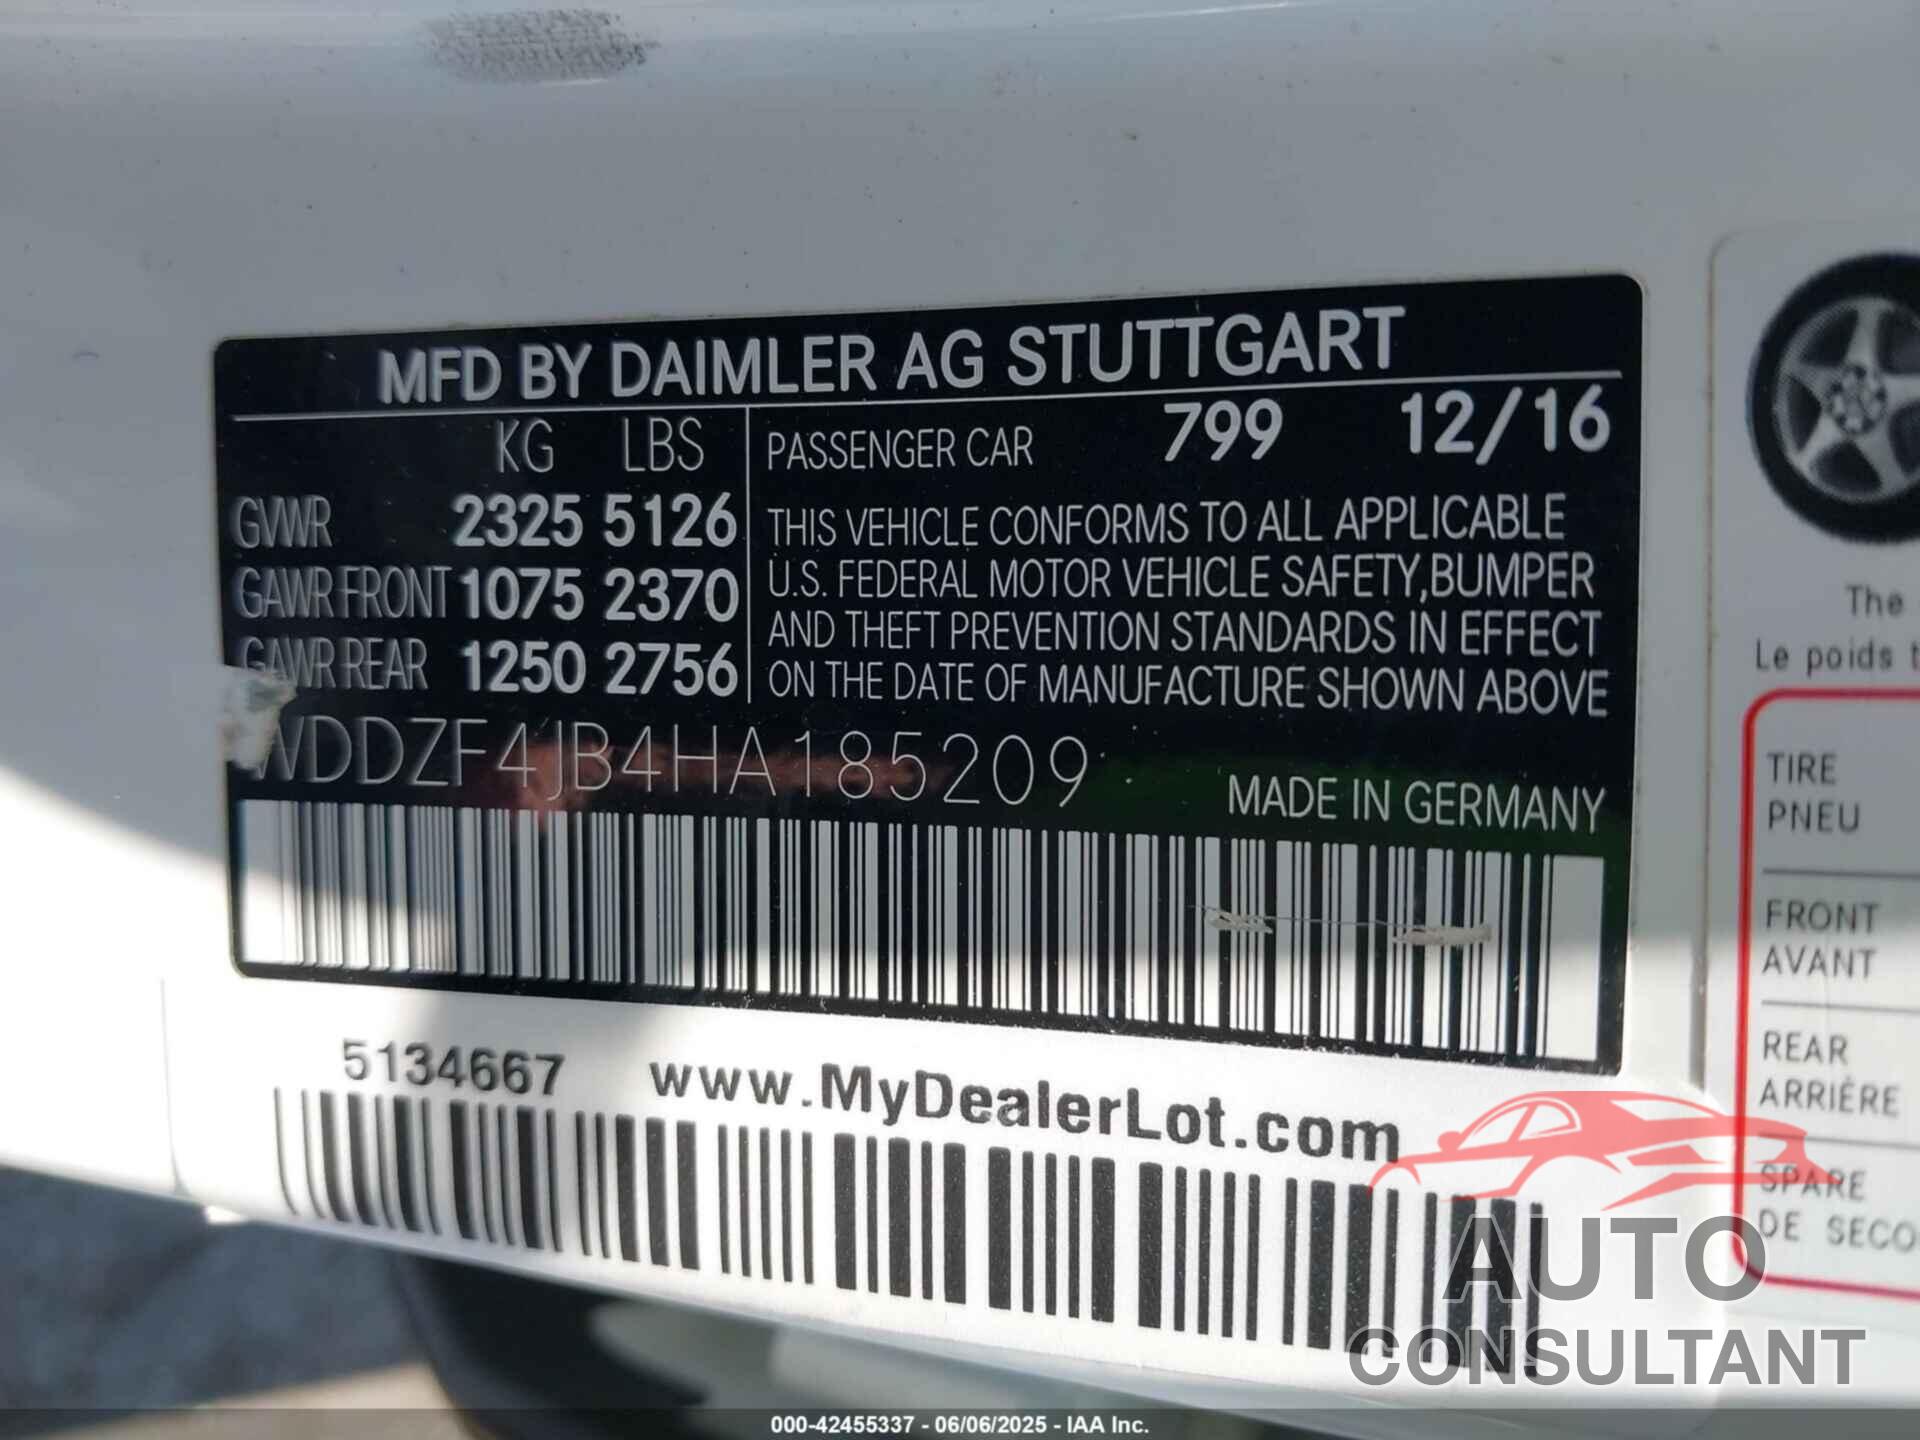 MFD BY DAIMLER AG STUTTGART
KG LBS
GVWR 2325 5126
GAWR FRONT 1075 2370
GAWR REAR 1250 2756
PASSENGER CAR 799 12/16
THIS VEHICLE CONFORMS TO ALL APPLICABLE
U.S. FEDERAL MOTOR VEHICLE SAFETY, BUMPER
AND THEFT PREVENTION STANDARDS IN EFFECT
ON THE DATE OF MANUFACTURE SHOWN ABOVE
WDDZF4JB4HA185209
MADE IN GERMANY
5134667 www.MyDealerLot.com
The
Le poids
TIRE
PNEU
FRONT
AVANT
REAR
ARRIÈRE
SPARE
DE
AUTO
CONSULTANT
000-42455337 - 06/06/2025 - IAA Inc.